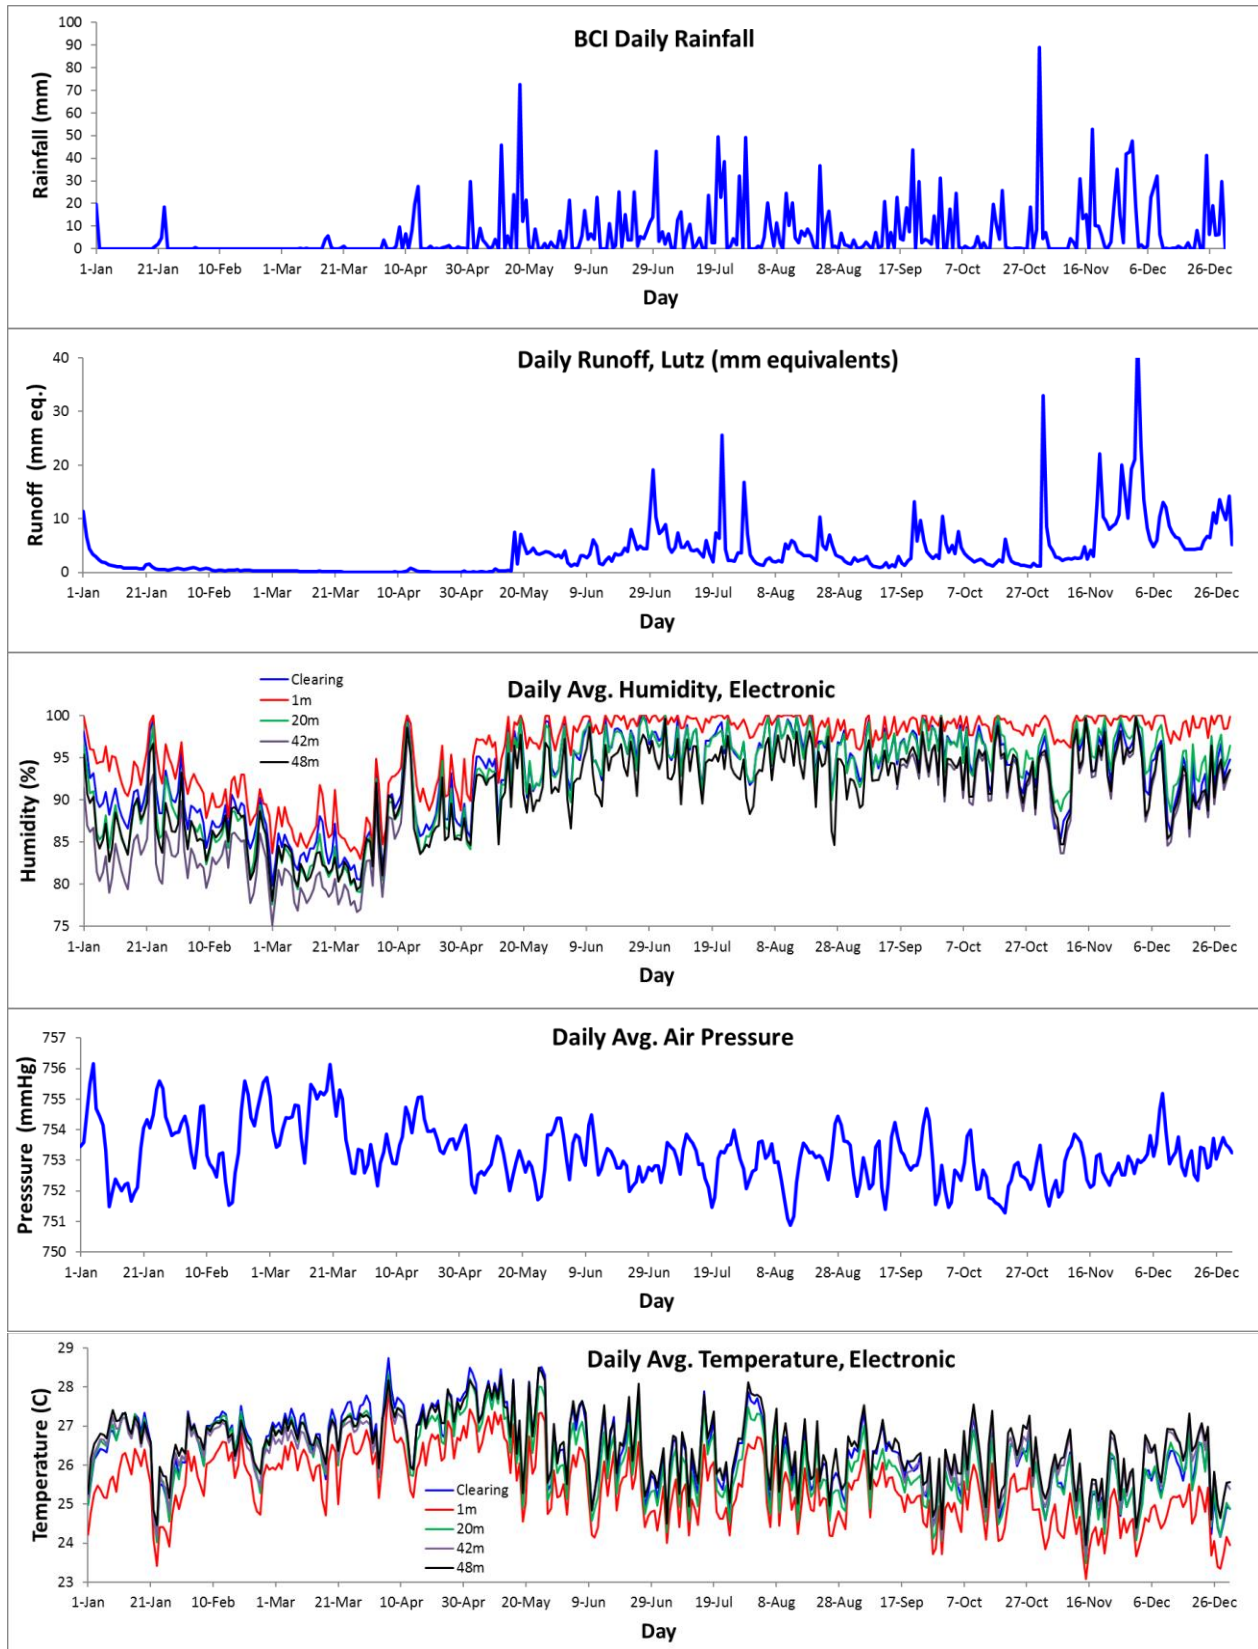 BCI Daily Rainfall
Rainfall (mm)
100
90
80
70
60
50
40
30
20
10
0
1-Jan 21-Jan 10-Feb 1-Mar 21-Mar 10-Apr 30-Apr 20-May 9-Jun 29-Jun 19-Jul 8-Aug 28-Aug 17-Sep 7-Oct 27-Oct 16-Nov 6-Dec 26-Dec
Day
Daily Runoff, Lutz (mm equivalents)
Runoff (mm eq.)
40
30
20
10
0
1-Jan 21-Jan 10-Feb 1-Mar 21-Mar 10-Apr 30-Apr 20-May 9-Jun 29-Jun 19-Jul 8-Aug 28-Aug 17-Sep 7-Oct 27-Oct 16-Nov 6-Dec 26-Dec
Day
Daily Avg. Humidity, Electronic
Clearing
1m
20m
42m
48m
Humidity (%)
100
95
90
85
80
75
1-Jan 21-Jan 10-Feb 1-Mar 21-Mar 10-Apr 30-Apr 20-May 9-Jun 29-Jun 19-Jul 8-Aug 28-Aug 17-Sep 7-Oct 27-Oct 16-Nov 6-Dec 26-Dec
Day
Daily Avg. Air Pressure
Presssure (mmHg)
757
756
755
754
753
752
751
750
1-Jan 21-Jan 10-Feb 1-Mar 21-Mar 10-Apr 30-Apr 20-May 9-Jun 29-Jun 19-Jul 8-Aug 28-Aug 17-Sep 7-Oct 27-Oct 16-Nov 6-Dec 26-Dec
Day
Daily Avg. Temperature, Electronic
Temperature (C)
29
28
27
26
25
24
23
Clearing
1m
20m
42m
48m
1-Jan 21-Jan 10-Feb 1-Mar 21-Mar 10-Apr 30-Apr 20-May 9-Jun 29-Jun 19-Jul 8-Aug 28-Aug 17-Sep 7-Oct 27-Oct 16-Nov 6-Dec 26-Dec
Day